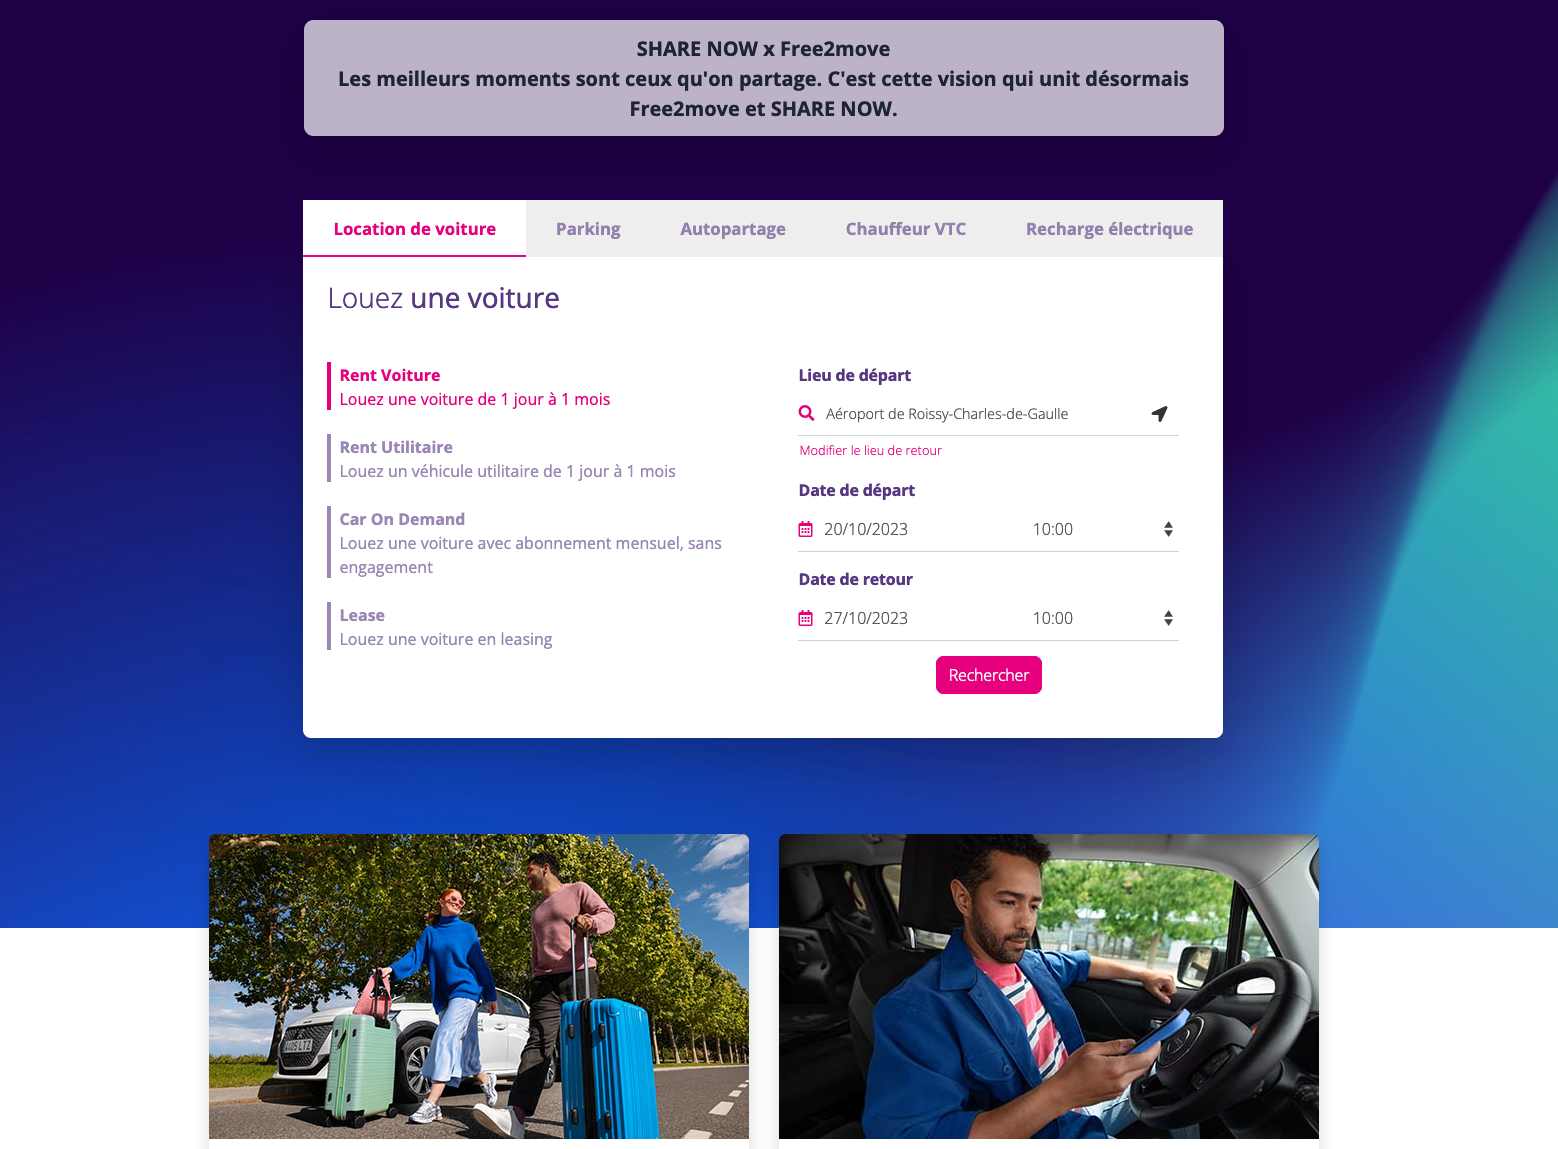 SHARE NOW x Free2move
Les meilleurs moments sont ceux qu'on partage. C'est cette vision qui unit désormais
Free2move et SHARE NOW.
Location de voiture
Parking
Autopartage
Chauffeur VTC
Recharge électrique
Louez une voiture
Rent Voiture
Louez une voiture de 1 jour à 1 mois
Rent Utilitaire
Louez un véhicule utilitaire de 1 jour à 1 mois
Car On Demand
Louez une voiture avec abonnement mensuel, sans
engagement
Lease
Louez une voiture en leasing
Lieu de départ
Aéroport de Roissy-Charles-de-Gaulle
Modifier le lieu de retour
Date de départ
20/10/2023 10:00
Date de retour
27/10/2023 10:00
Rechercher